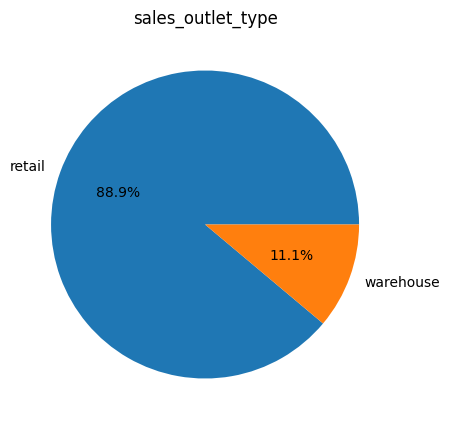 sales_outlet_type
retail
88.9%
11.1%
warehouse